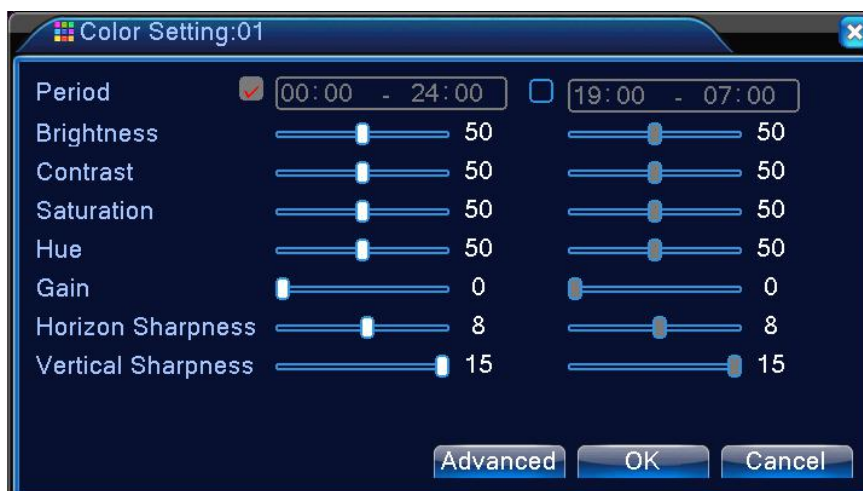 Color Setting:01
Period 00:00 - 24:00 19:00 - 07:00
Brightness 50 50
Contrast 50 50
Saturation 50 50
Hue 50 50
Gain 0 0
Horizon Sharpness 8 8
Vertical Sharpness 15 15
Advanced OK Cancel